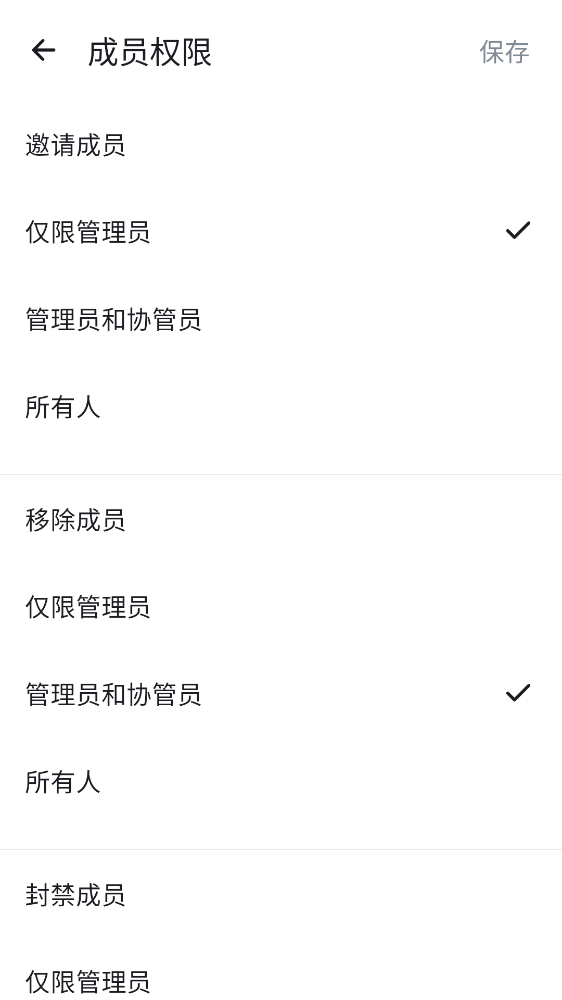 成员权限 保存
邀请成员
仅限管理员
管理员和协管员
所有人
移除成员
仅限管理员
管理员和协管员
所有人
封禁成员
仅限管理员